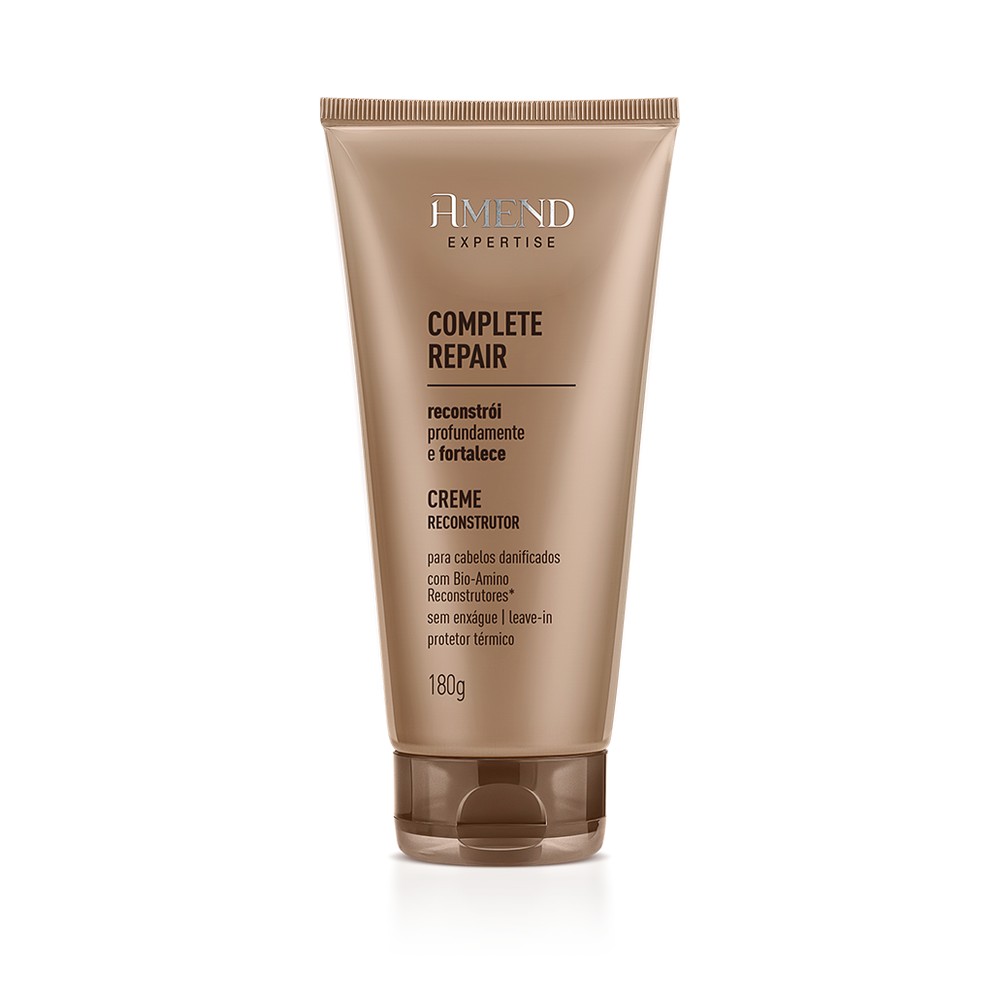 AMEND
EXPERTISE
COMPLETE
REPAIR
reconstrói
profundamente
e fortalece
CREME
RECONSTRUTOR
para cabelos danificados
com Bio-Amino
Reconstrutores*
sem enxágue | leave-in
protetor térmico
180g